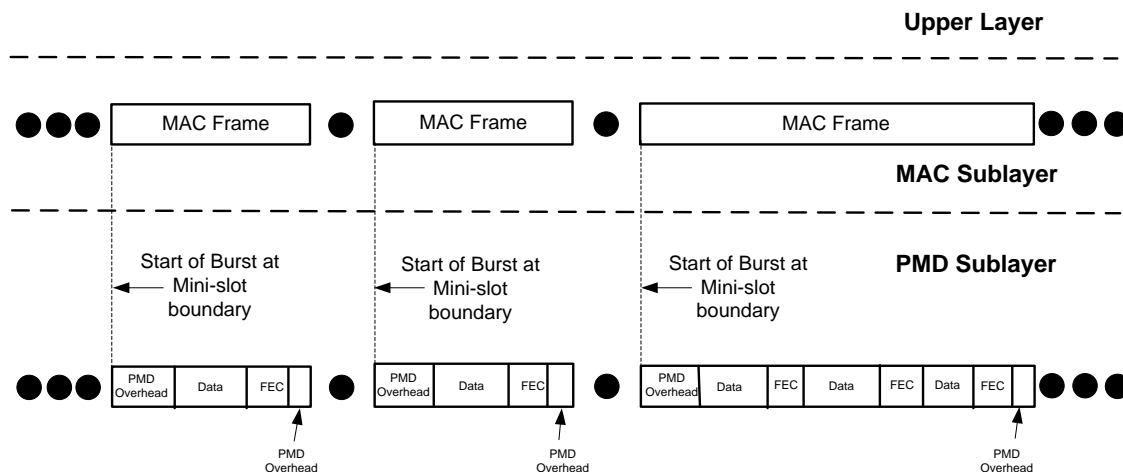 Upper Layer
MAC Frame
MAC Frame
MAC Frame
MAC Sublayer
Start of Burst at
Mini-slot
boundary
Start of Burst at
Mini-slot
boundary
Start of Burst at
Mini-slot
boundary
PMD Sublayer
PMD
Overhead
Data
FEC
PMD
Overhead
Data
FEC
PMD
Overhead
Data
FEC
Data
FEC
Data
FEC
PMD
Overhead
PMD
Overhead
PMD
Overhead